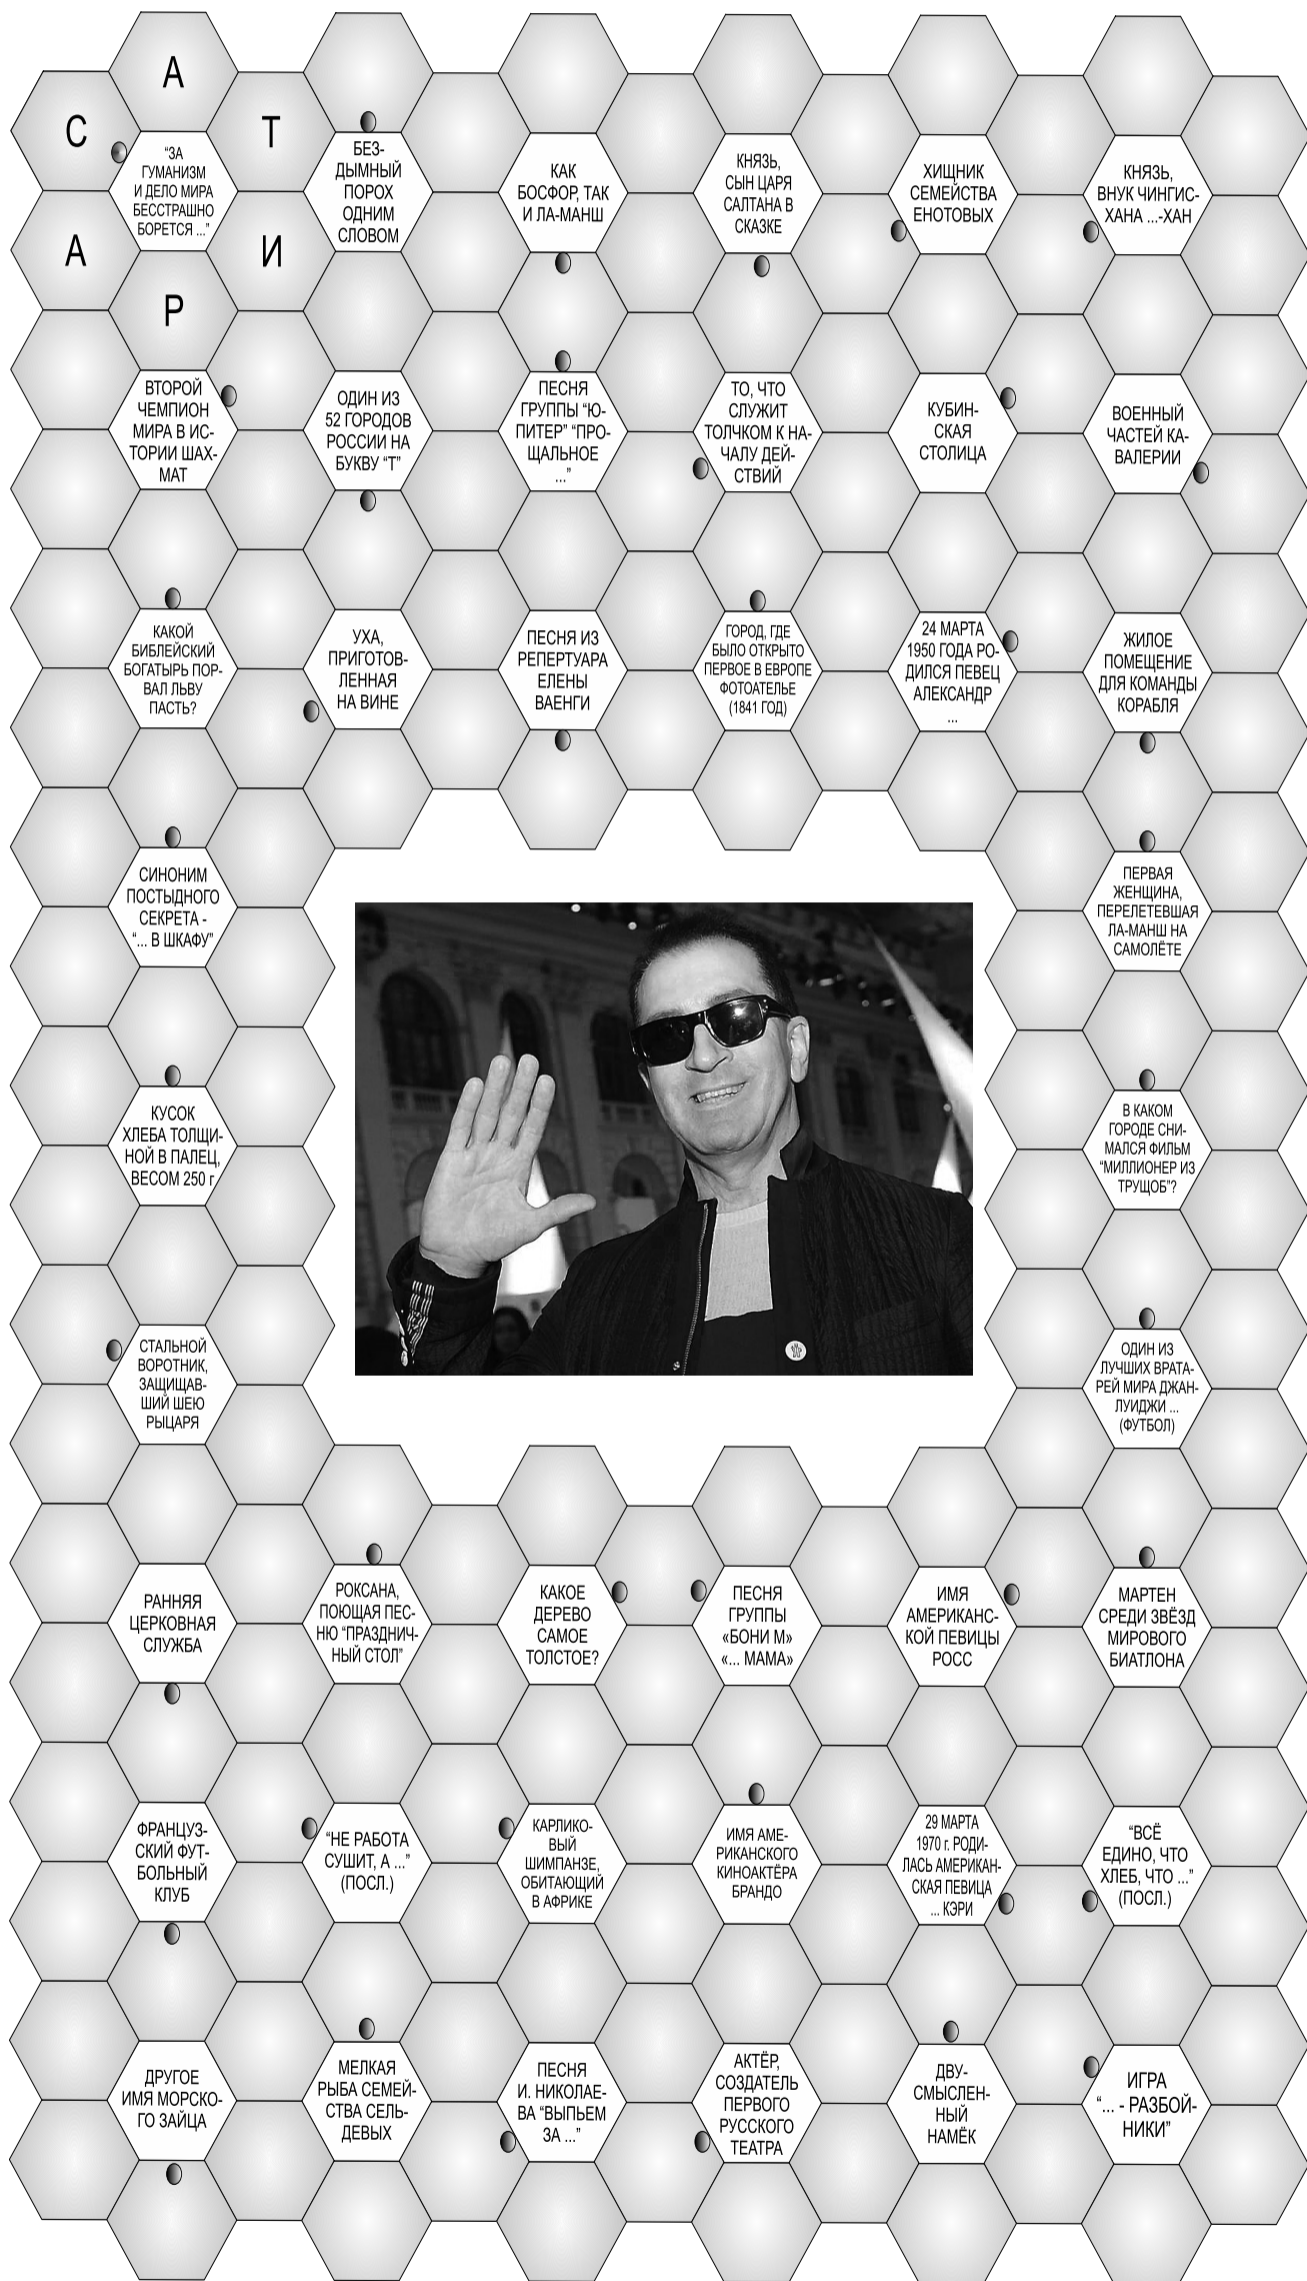 А
С
Т
"ЗА
ГУМАНИЗМ
И ДЕЛО МИРА
БЕССТРАШНО
БОРЕТСЯ ..."
БЕЗ-
ДЫМНЫЙ
ПОРОХ
ОДНИМ
СЛОВОМ
КАК
БОСФОР, ТАК
И ЛА-МАНШ
КНЯЗЬ,
СЫН ЦАРЯ
САЛТАНА В
СКАЗКЕ
ХИЩНИК
СЕМЕЙСТВА
ЕНОТОВЫХ
КНЯЗЬ,
ВНУК ЧИНГИС-
ХАНА ...-ХАН
А
И
Р
ВТОРОЙ
ЧЕМПИОН
МИРА В ИС-
ТОРИИ ШАХ-
МАТ
ОДИН ИЗ
52 ГОРОДОВ
РОССИИ НА
БУКВУ "Т"
ПЕСНЯ
ГРУППЫ "Ю-
ПИТЕР" "ПРО-
ЩАЛЬНОЕ
..."
ТО, ЧТО
СЛУЖИТ
ТОЛЧКОМ К НА-
ЧАЛУ ДЕЙ-
СТВИЙ
КУБИН-
СКАЯ
СТОЛИЦА
ВОЕННЫЙ
ЧАСТЕЙ КА-
ВАЛЕРИИ
КАКОЙ
БИБЛЕЙСКИЙ
БОГАТЫРЬ ПОР-
ВАЛ ЛЬВУ
ПАСТЬ?
УХА,
ПРИГОТОВ-
ЛЕННАЯ
НА ВИНЕ
ПЕСНЯ ИЗ
РЕПЕРТУАРА
ЕЛЕНЫ
ВАЕНГИ
ГОРОД, ГДЕ
БЫЛО ОТКРЫТО
ПЕРВОЕ В ЕВРОПЕ
ФОТОАТЕЛЬЕ
(1841 ГОД)
24 МАРТА
1950 ГОДА РО-
ДИЛСЯ ПЕВЕЦ
АЛЕКСАНДР
...
ЖИЛОЕ
ПОМЕЩЕНИЕ
ДЛЯ КОМАНДЫ
КОРАБЛЯ
СИНОНИМ
ПОСТЫДНОГО
СЕКРЕТА -
"... В ШКАФУ"
ПЕРВАЯ
ЖЕНЩИНА,
ПЕРЕЛЕТЕВШАЯ
ЛА-МАНШ НА
САМОЛЁТЕ
КУСОК
ХЛЕБА ТОЛЩИ-
НОЙ В ПАЛЕЦ,
ВЕСОМ 250 г
В КАКОМ
ГОРОДЕ СНИ-
МАЛСЯ ФИЛЬМ
"МИЛЛИОНЕР ИЗ
ТРУЩОБ"?
СТАЛЬНОЙ
ВОРОТНИК,
ЗАЩИЩАВ-
ШИЙ ШЕЮ
РЫЦАРЯ
ОДИН ИЗ
ЛУЧШИХ ВРАТА-
РЕЙ МИРА ДЖАН-
ЛУИДЖИ ...
(ФУТБОЛ)
РАННЯЯ
ЦЕРКОВНАЯ
СЛУЖБА
РОКСАНА,
ПОЮЩАЯ ПЕС-
НЮ "ПРАЗДНИЧ-
НЫЙ СТОЛ"
КАКОЕ
ДЕРЕВО
САМОЕ
ТОЛСТОЕ?
ПЕСНЯ
ГРУППЫ
«БОНИ М»
«... МАМА»
ИМЯ
АМЕРИКАНС-
КОЙ ПЕВИЦЫ
РОСС
МАРТЕН
СРЕДИ ЗВЁЗД
МИРОВОГО
БИАТЛОНА
ФРАНЦУЗ-
СКИЙ ФУТ-
БОЛЬНЫЙ
КЛУБ
"НЕ РАБОТА
СУШИТ, А ..."
(ПОСЛ.)
КАРЛИКО-
ВЫЙ
ШИМПАНЗЕ,
ОБИТАЮЩИЙ
В АФРИКЕ
ИМЯ АМЕ-
РИКАНСКОГО
КИНОАКТЁРА
БРАНДО
29 МАРТА
1970 г. РОДИ-
ЛАСЬ АМЕРИКАН-
СКАЯ ПЕВИЦА
... КЭРИ
"ВСЁ
ЕДИНО, ЧТО
ХЛЕБ, ЧТО ..."
(ПОСЛ.)
ДРУГОЕ
ИМЯ МОРСКО-
ГО ЗАЙЦА
МЕЛКАЯ
РЫБА СЕМЕЙ-
СТВА СЕЛЬ-
ДЕВЫХ
ПЕСНЯ
И. НИКОЛАЕ-
ВА "ВЫПЬЕМ
ЗА ..."
АКТЁР,
СОЗДАТЕЛЬ
ПЕРВОГО
РУССКОГО
ТЕАТРА
ДВУ-
СМЫСЛЕН-
НЫЙ
НАМЁК
ИГРА
"... - РАЗБОЙ-
НИКИ"